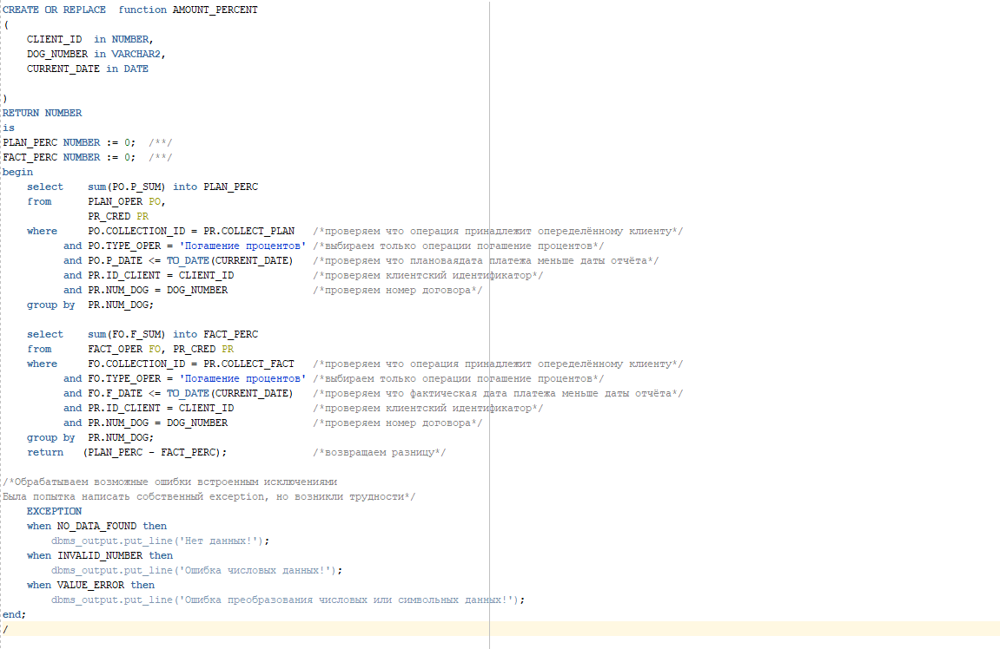 CREATE OR REPLACE  function AMOUNT_PERCENT
(
    CLIENT_ID  in NUMBER,
    DOG_NUMBER in VARCHAR2,
    CURRENT_DATE in DATE
)
RETURN NUMBER
is
PLAN_PERC NUMBER := 0;  /**/
FACT_PERC NUMBER := 0;  /**/
begin
    select    sum(PO.P_SUM) into PLAN_PERC
    from      PLAN_OPER PO,
              PR_CRED PR
    where     PO.COLLECTION_ID = PR.COLLECT_PLAN   /*проверяем что операция принадлежит опеределённому клиенту*/
          and PO.TYPE_OPER = 'Погашение процентов' /*выбираем только операции погашение процентов*/
          and PO.P_DATE <= TO_DATE(CURRENT_DATE)   /*проверяем что плановаядата платежа меньше даты отчёта*/
          and PR.ID_CLIENT = CLIENT_ID             /*проверяем клиентский идентификатор*/
          and PR.NUM_DOG = DOG_NUMBER              /*проверяем номер договора*/
    group by  PR.NUM_DOG;
    select    sum(FO.F_SUM) into FACT_PERC
    from      FACT_OPER FO, PR_CRED PR
    where     FO.COLLECTION_ID = PR.COLLECT_FACT   /*проверяем что операция принадлежит опеределённому клиенту*/
          and FO.TYPE_OPER = 'Погашение процентов' /*выбираем только операции погашение процентов*/
          and FO.F_DATE <= TO_DATE(CURRENT_DATE)   /*проверяем что фактическая дата платежа меньше даты отчёта*/
          and PR.ID_CLIENT = CLIENT_ID             /*проверяем клиентский идентификатор*/
          and PR.NUM_DOG = DOG_NUMBER              /*проверяем номер договора*/
    group by  PR.NUM_DOG;
    return   (PLAN_PERC - FACT_PERC);              /*возвращаем разницу*/
/*Обрабатываем возможные ошибки встроенным исключениями
Была попытка написать собственный exception, но возникли трудности*/
    EXCEPTION
    when NO_DATA_FOUND then
        dbms_output.put_line('Нет данных!');
    when INVALID_NUMBER then
        dbms_output.put_line('Ошибка числовых данных!');
    when VALUE_ERROR then
        dbms_output.put_line('Ошибка преобразования числовых или символьных данных!');
end;
/